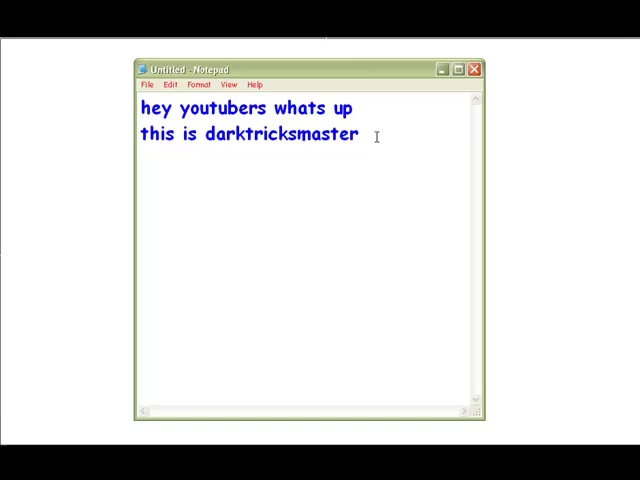 Untitled - Notepad
File Edit Format View Help
hey youtubers whats up
this is darktricksmaster